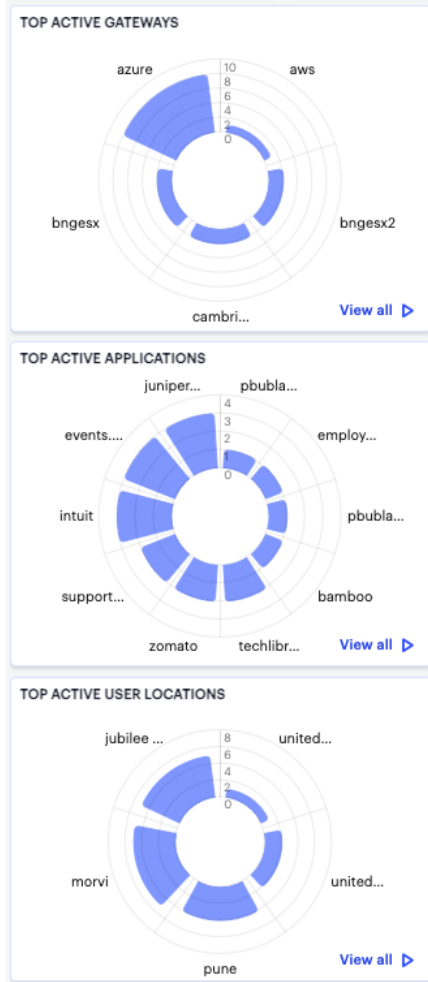 TOP ACTIVE GATEWAYS
azure
aws
10
8
6
4
2
0
bngesx
bngesx2
cambri...
View all
TOP ACTIVE APPLICATIONS
juniper...
pbubla...
4
3
2
1
0
events....
employ...
intuit
pbubla...
support...
bamboo
zomato
techlibr...
View all
TOP ACTIVE USER LOCATIONS
jubilee ...
united...
8
6
4
2
0
morvi
united...
pune
View all